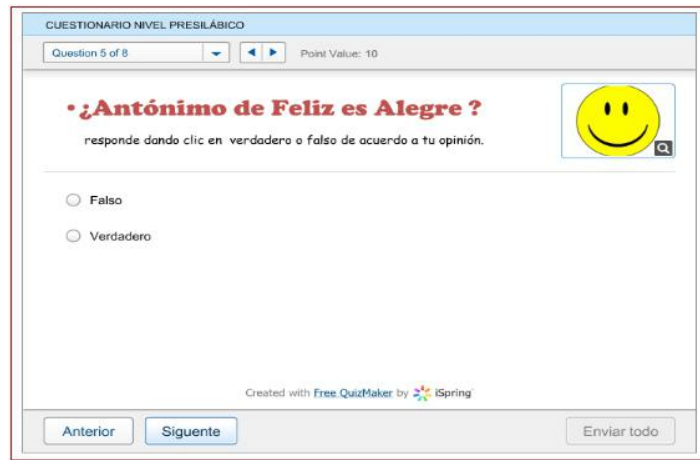 CUESTIONARIO NIVEL PRESILÁBICO
Question 5 of 8 Point Value: 10
• ¿Antónimo de Feliz es Alegre ?
responde dando clic en verdadero o falso de acuerdo a tu opinión.
Falso
Verdadero
Created with Free QuizMaker by iSpring
Anterior Siguente Enviar todo